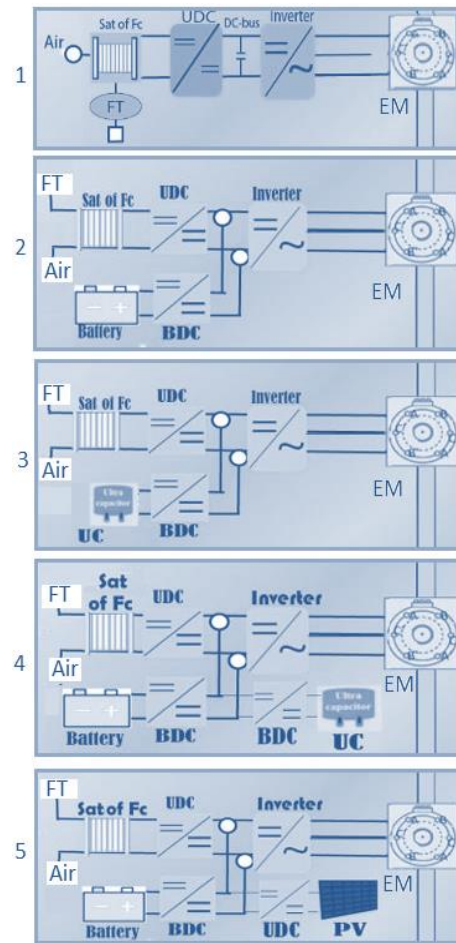 Sat of Fc
UDC
DC-bus
Inverter
Air
1
FT
EM
FT
Sat of Fc
UDC
Inverter
2
Air
EM
Battery
BDC
FT
Sat of Fc
UDC
Inverter
3
Air
Ultra
capacitor
EM
UC
BDC
Sat
of Fc
FT
UDC
Inverter
4
Air
Ultra
capacitor
EM
Battery
BDC
BDC
UC
FT
Sat of Fc
UDC
Inverter
5
Air
EM
Battery
BDC
UDC
PV